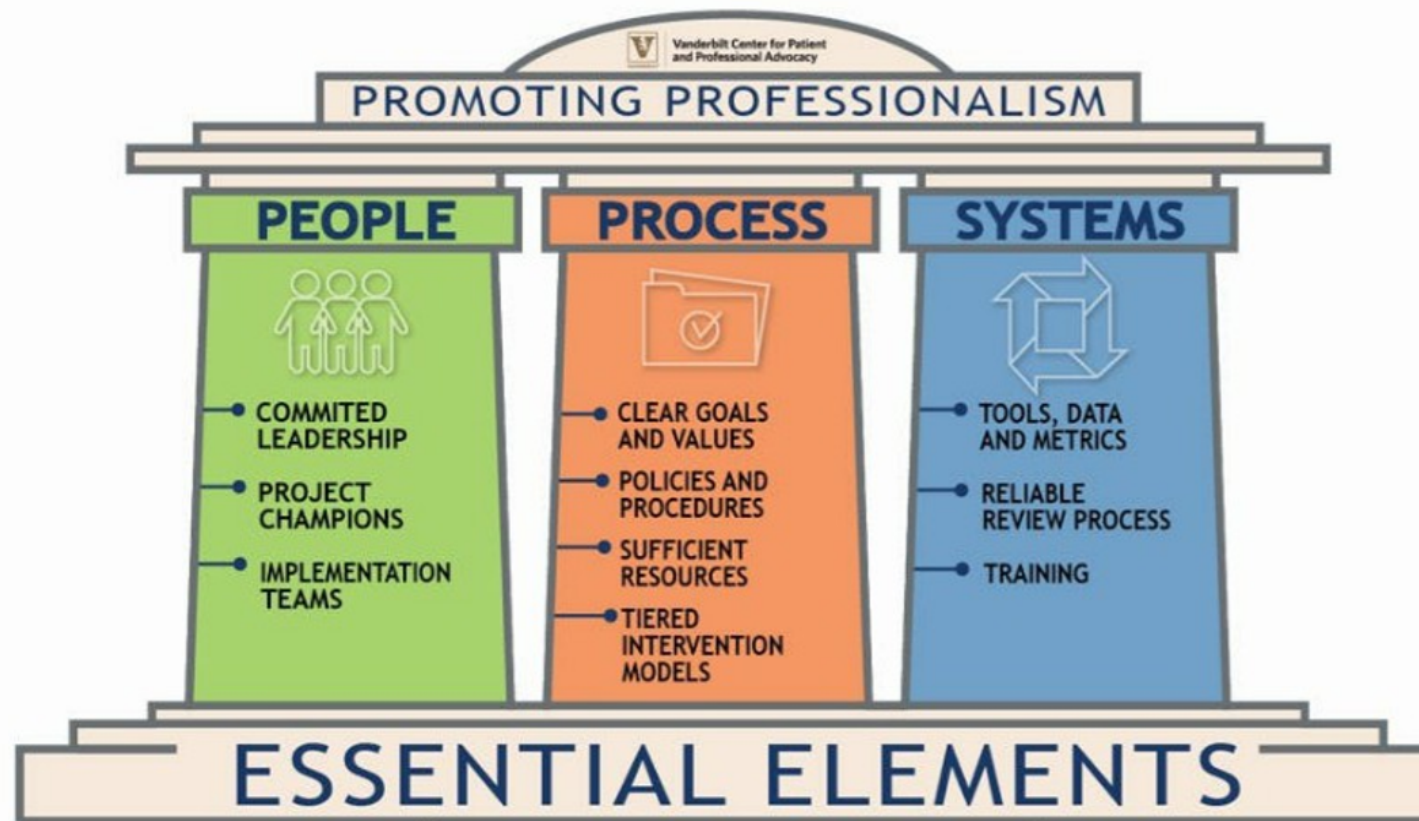 Vanderbilt Center for Patient
and Professional Advocacy
PROMOTING PROFESSIONALISM
PEOPLE
COMMITED
LEADERSHIP
PROJECT
CHAMPIONS
IMPLEMENTATION
TEAMS
PROCESS
CLEAR GOALS
AND VALUES
POLICIES AND
PROCEDURES
SUFFICIENT
RESOURCES
TIERED
INTERVENTION
MODELS
SYSTEMS
TOOLS, DATA
AND METRICS
RELIABLE
REVIEW PROCESS
TRAINING
ESSENTIAL ELEMENTS